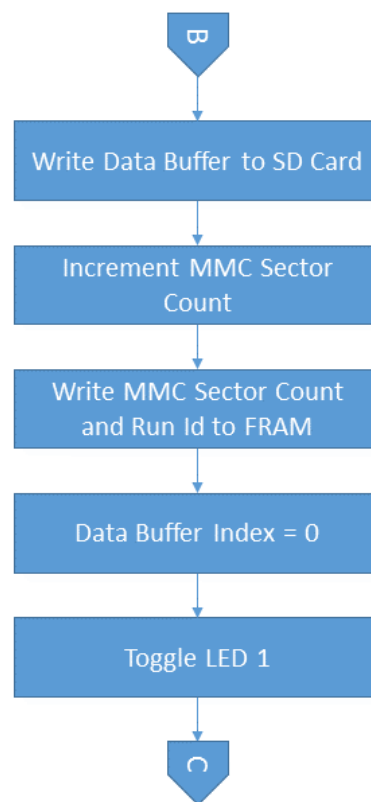 B
Write Data Buffer to SD Card
Increment MMC Sector
Count
Write MMC Sector Count
and Run Id to FRAM
Data Buffer Index = 0
Toggle LED 1
C